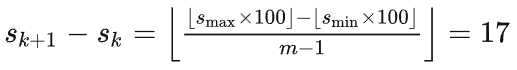 s_{k+1} − s_k = ⌊ (⌊s_max × 100⌋ − ⌊s_min × 100⌋) / (m−1) ⌋ = 17